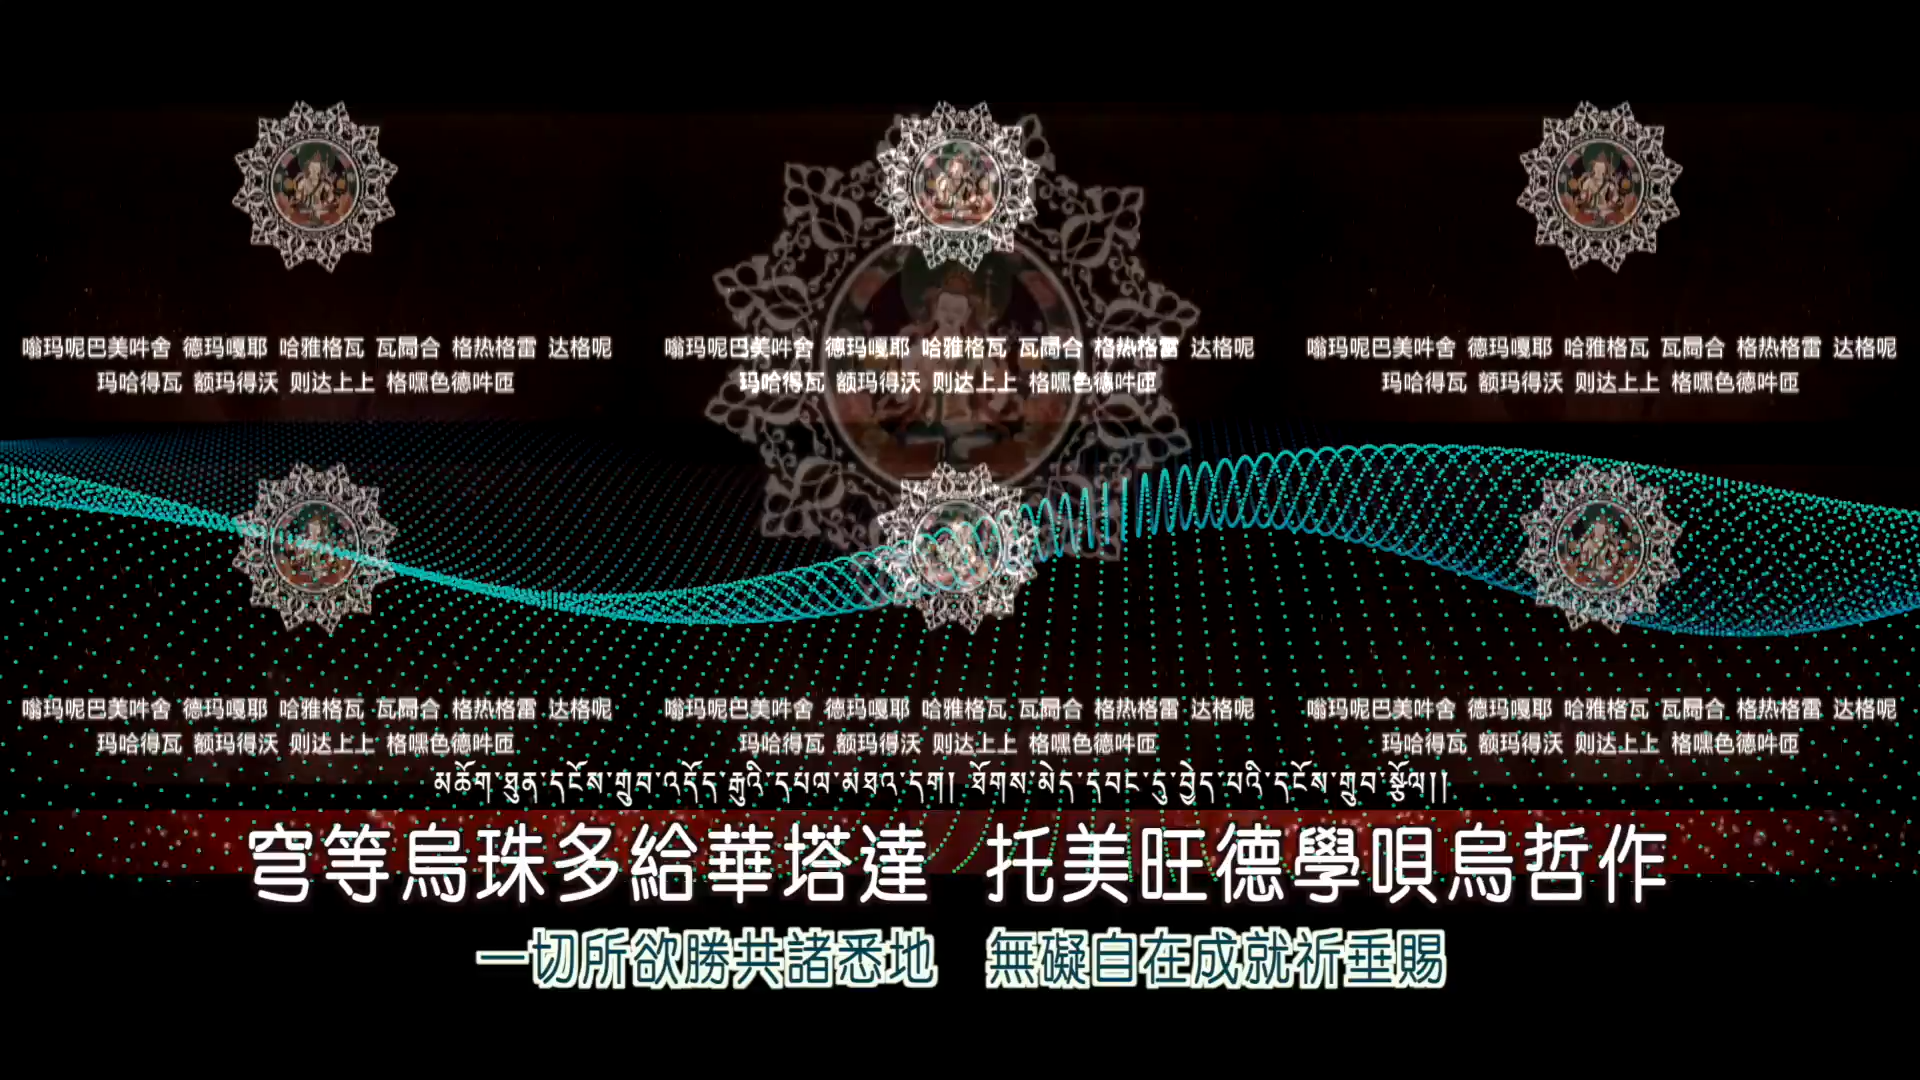 嗡玛呢巴美吽舍 德玛嘎耶 哈雅格瓦 瓦局合 格热格雷 达格呢
玛哈得瓦 额玛得沃 则达上上 格嘿色德吽匝
嗡玛呢巴美吽舍 德玛嘎耶 哈雅格瓦 瓦局合 格热格雷 达格呢
玛哈得瓦 额玛得沃 则达上上 格嘿色德吽匝
嗡玛呢巴美吽舍 德玛嘎耶 哈雅格瓦 瓦局合 格热格雷 达格呢
玛哈得瓦 额玛得沃 则达上上 格嘿色德吽匝
嗡玛呢巴美吽舍 德玛嘎耶 哈雅格瓦 瓦局合 格热格雷 达格呢
玛哈得瓦 额玛得沃 则达上上 格嘿色德吽匝
嗡玛呢巴美吽舍 德玛嘎耶 哈雅格瓦 瓦局合 格热格雷 达格呢
玛哈得瓦 额玛得沃 则达上上 格嘿色德吽匝
嗡玛呢巴美吽舍 德玛嘎耶 哈雅格瓦 瓦局合 格热格雷 达格呢
玛哈得瓦 额玛得沃 则达上上 格嘿色德吽匝
མཆོག་ཐུན་དངོས་གྲུབ་འདོད་རྒུའི་དཔལ་མཐའ་དག། ཐོགས་མེད་དབང་དུ་བྱེད་པའི་དངོས་གྲུབ་སྩོལ།།
穹等烏珠多給華塔達 托美旺德學唄烏哲作
一切所欲勝共諸悉地 無礙自在成就祈垂賜